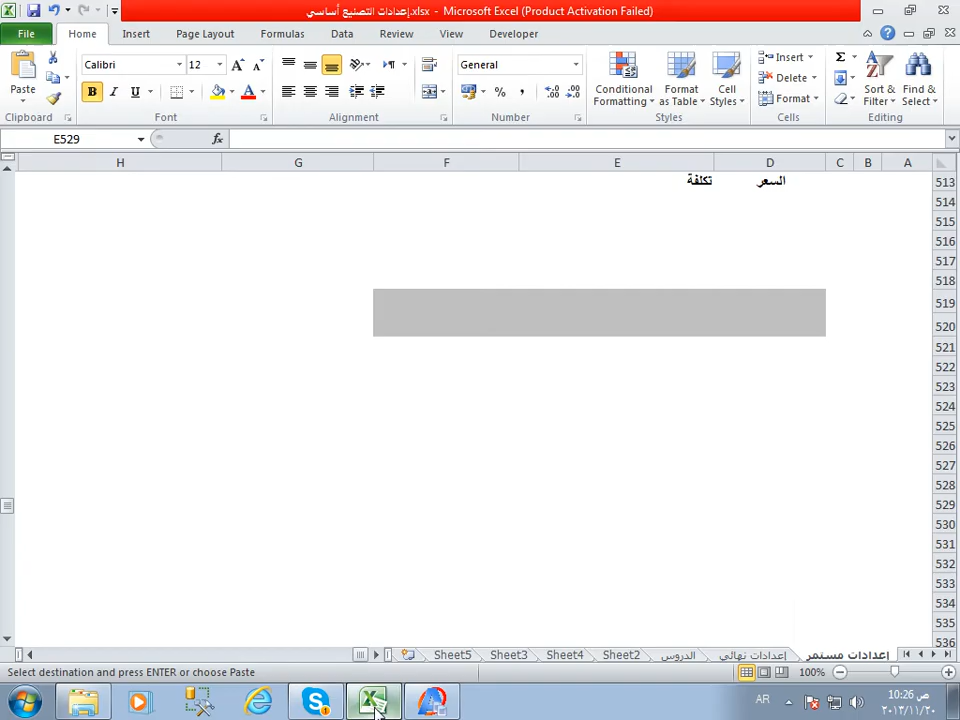 إعدادات التصنيع أساسي.xlsx - Microsoft Excel (Product Activation Failed)
File Home Insert Page Layout Formulas Data Review View Developer
Calibri 12 General
Paste B I U A Conditional Formatting Format as Table Cell Styles Insert Delete Format Sort & Filter Find & Select
Clipboard Font Alignment Number Styles Cells Editing
E529 fx
H G F E D C B A
السعر تكلفة 513
514
515
516
517
518
519
520
521
522
523
524
525
526
527
528
529
530
531
532
533
534
535
536
Sheet5 Sheet3 Sheet4 Sheet2 الدروس إعدادات نهائي إعدادات مستمر
Select destination and press ENTER or choose Paste 100%
AR 10:26 ص
٢٠١٣/١١/٢٠